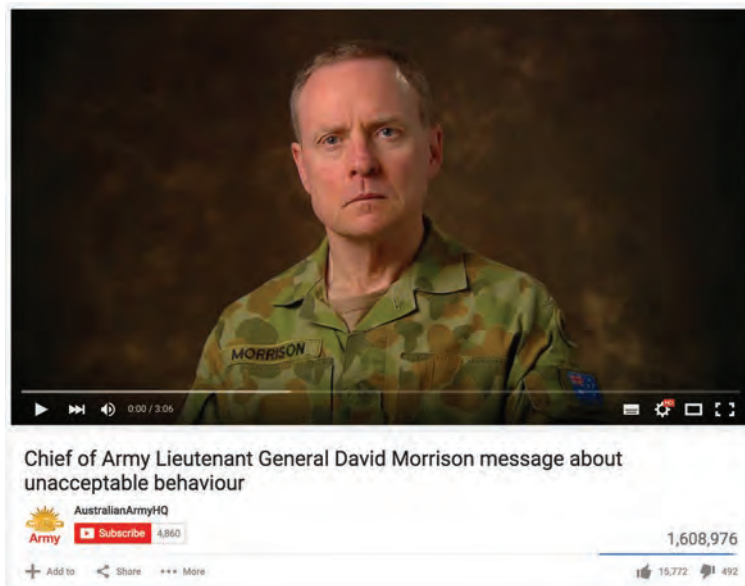 MORRISON
0:00 / 3:06
HD
Chief of Army Lieutenant General David Morrison message about
unacceptable behaviour
AustralianArmyHQ
Army
Subscribe 4,860
1,608,976
Add to Share More
15,772 492